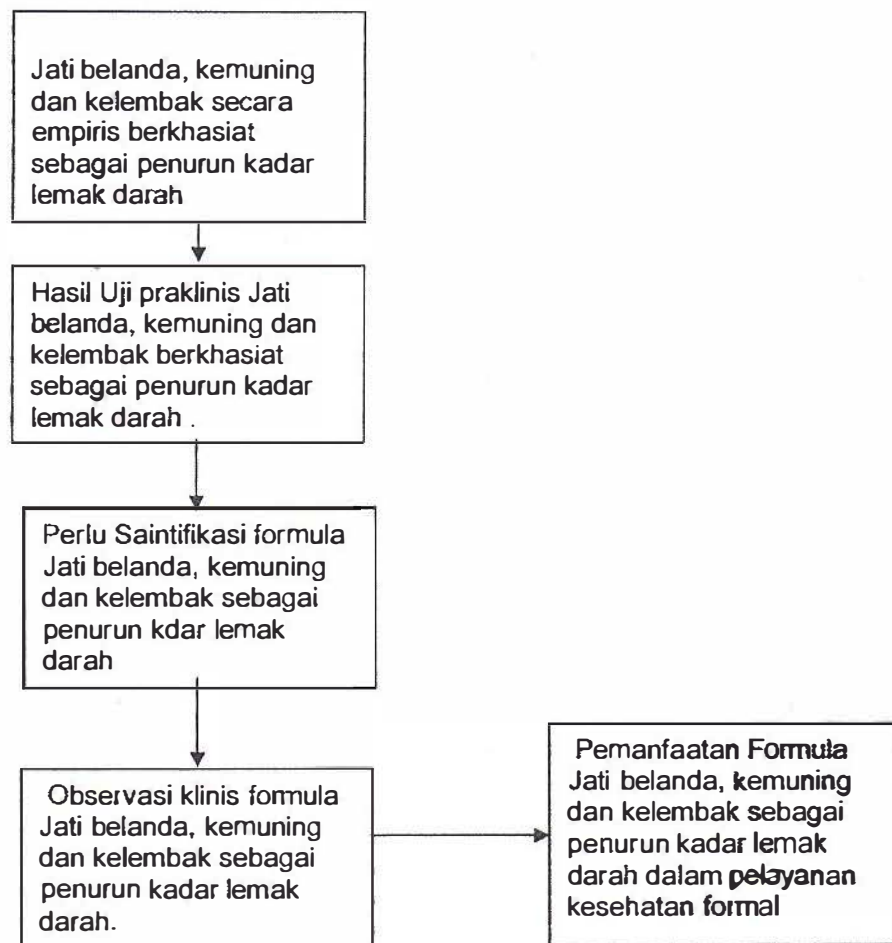 Jati belanda, kemuning
dan kelembak secara
empiris berkhasiat
sebagai penurun kadar
lemak darah
Hasil Uji praklinis Jati
belanda, kemuning dan
kelembak berkhasiat
sebagai penurun kadar
lemak darah .
Perlu Saintifikasi formula
Jati belanda, kemuning
dan kelembak sebagai
penurun kdar lemak
darah
Observasi klinis formula
Jati belanda, kemuning
dan kelembak sebagai
penurun kadar lemak
darah.
Pemanfaatan Formula
Jati belanda, kemuning
dan kelembak sebagai
penurun kadar lemak
darah dalam pelayanan
kesehatan formal